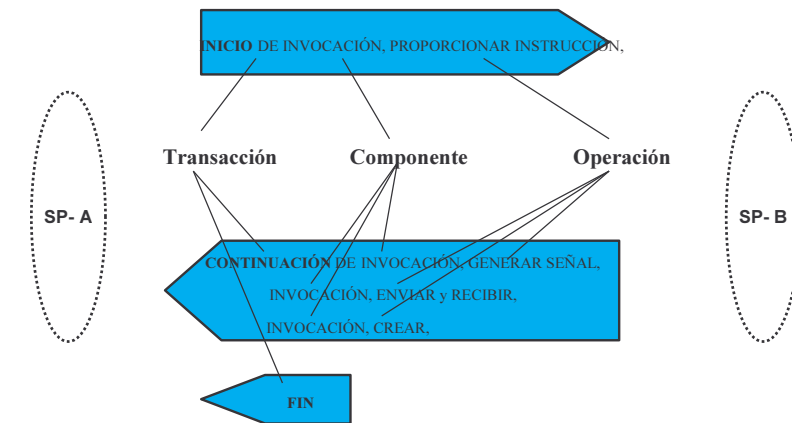 INICIO DE INVOCACIÓN, PROPORCIONAR INSTRUCCIÓN,
Transacción Componente Operación
SP- A
SP- B
CONTINUACIÓN DE INVOCACIÓN, GENERAR SEÑAL,
INVOCACIÓN, ENVIAR y RECIBIR,
INVOCACIÓN, CREAR,
FIN